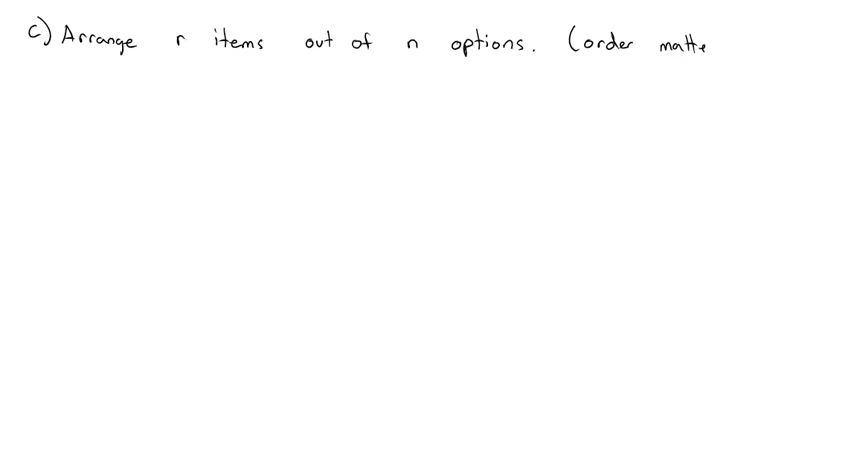 c) Arrange r items out of n options. (order matte